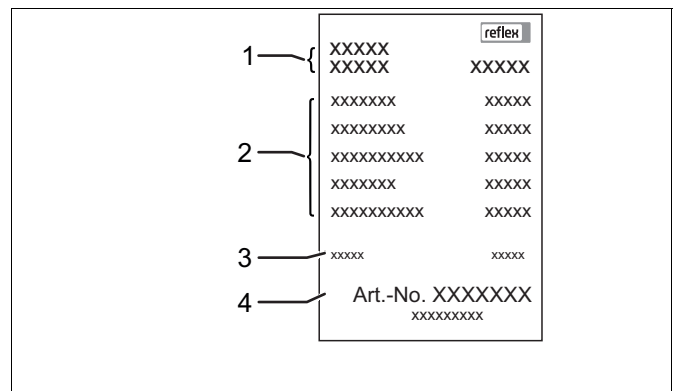 reflex
1 XXXXX
XXXXX XXXXX
xxxxxxx xxxxx
xxxxxxxx xxxxx
2 xxxxxxxxxx xxxxx
xxxxxxx xxxxx
xxxxxxxxxx xxxxx
3 xxxxx xxxxx
4 Art.-No. XXXXXXX
xxxxxxxxx